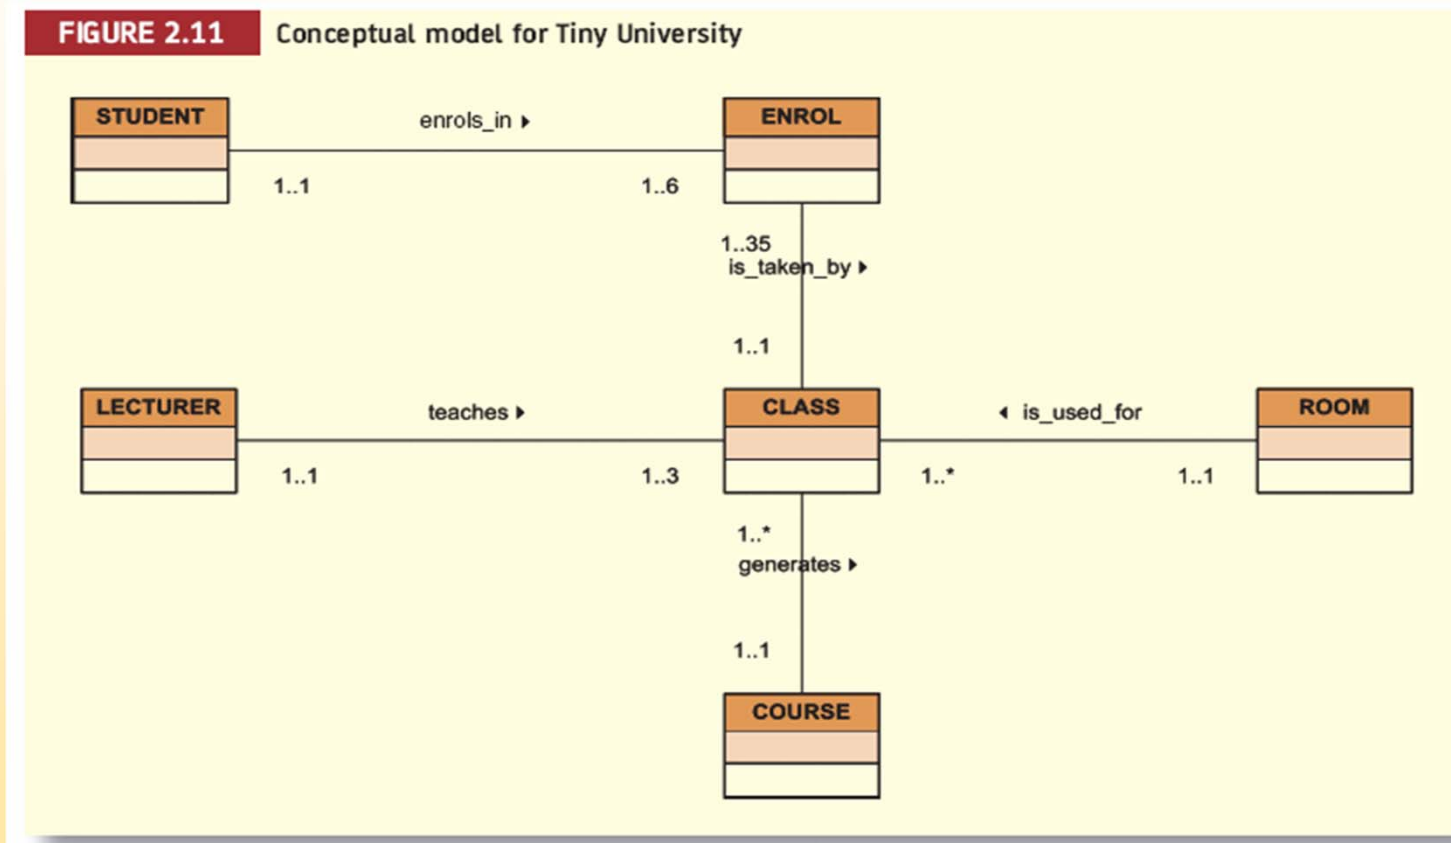 FIGURE 2.11 Conceptual model for Tiny University
STUDENT enrols_in ▶ ENROL
1..1 1..6
1..35
is_taken_by ▶
1..1
LECTURER teaches ▶ CLASS ◀ is_used_for ROOM
1..1 1..3 1..* 1..1
1..*
generates ▶
1..1
COURSE